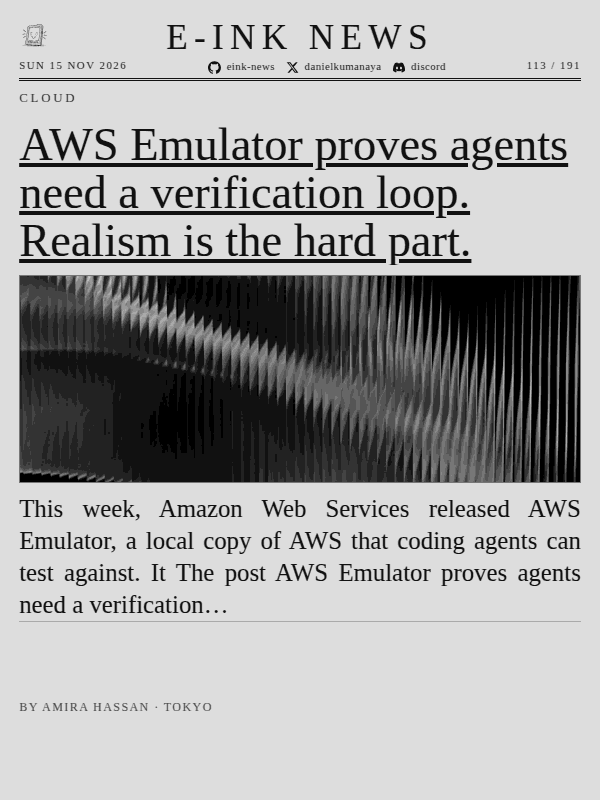 E-INK NEWS
SUN 15 NOV 2026
eink-news
danielkumanaya
discord
113 / 191
CLOUD
AWS Emulator proves agents
need a verification loop.
Realism is the hard part.
This week, Amazon Web Services released AWS
Emulator, a local copy of AWS that coding agents can
test against. It The post AWS Emulator proves agents
need a verification…
BY AMIRA HASSAN · TOKYO